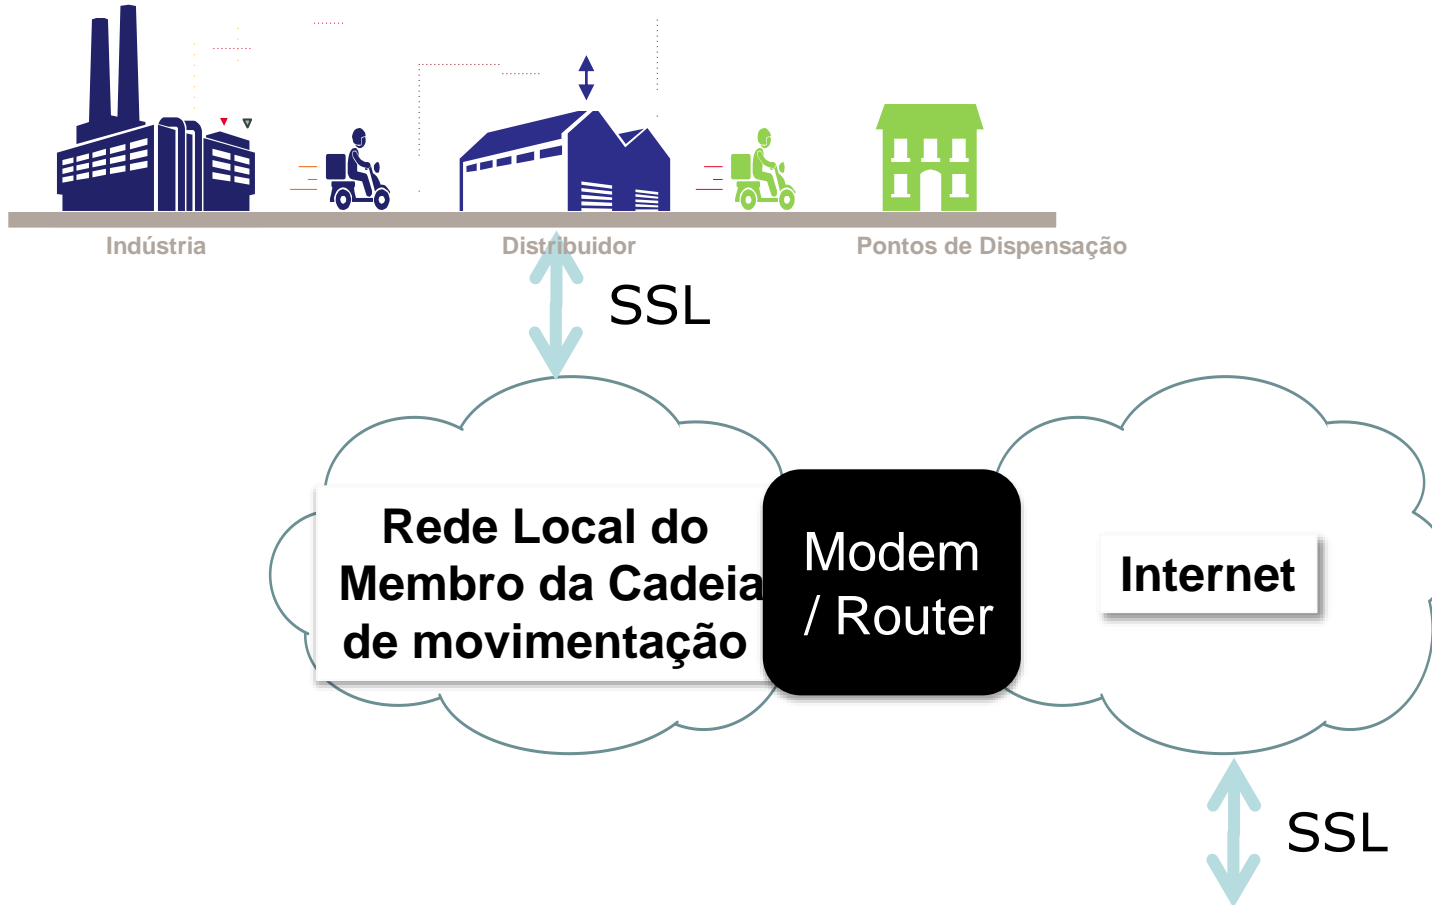 Indústria
Distribuidor
Pontos de Dispensação
SSL
Rede Local do
Membro da Cadeia
de movimentação
Modem
/ Router
Internet
SSL